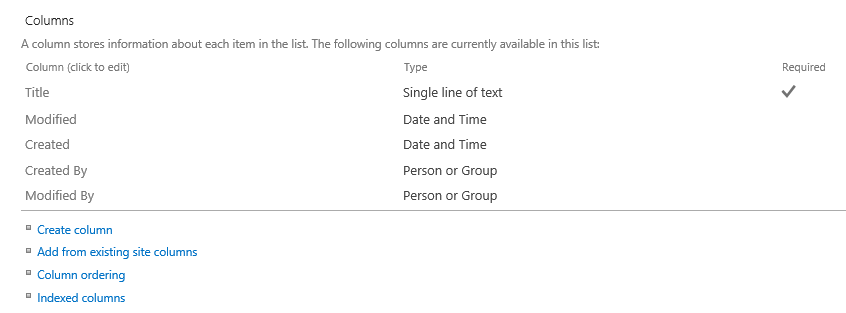 Columns
A column stores information about each item in the list. The following columns are currently available in this list:
Column (click to edit) Type Required
Title Single line of text
Modified Date and Time
Created Date and Time
Created By Person or Group
Modified By Person or Group
Create column
Add from existing site columns
Column ordering
Indexed columns